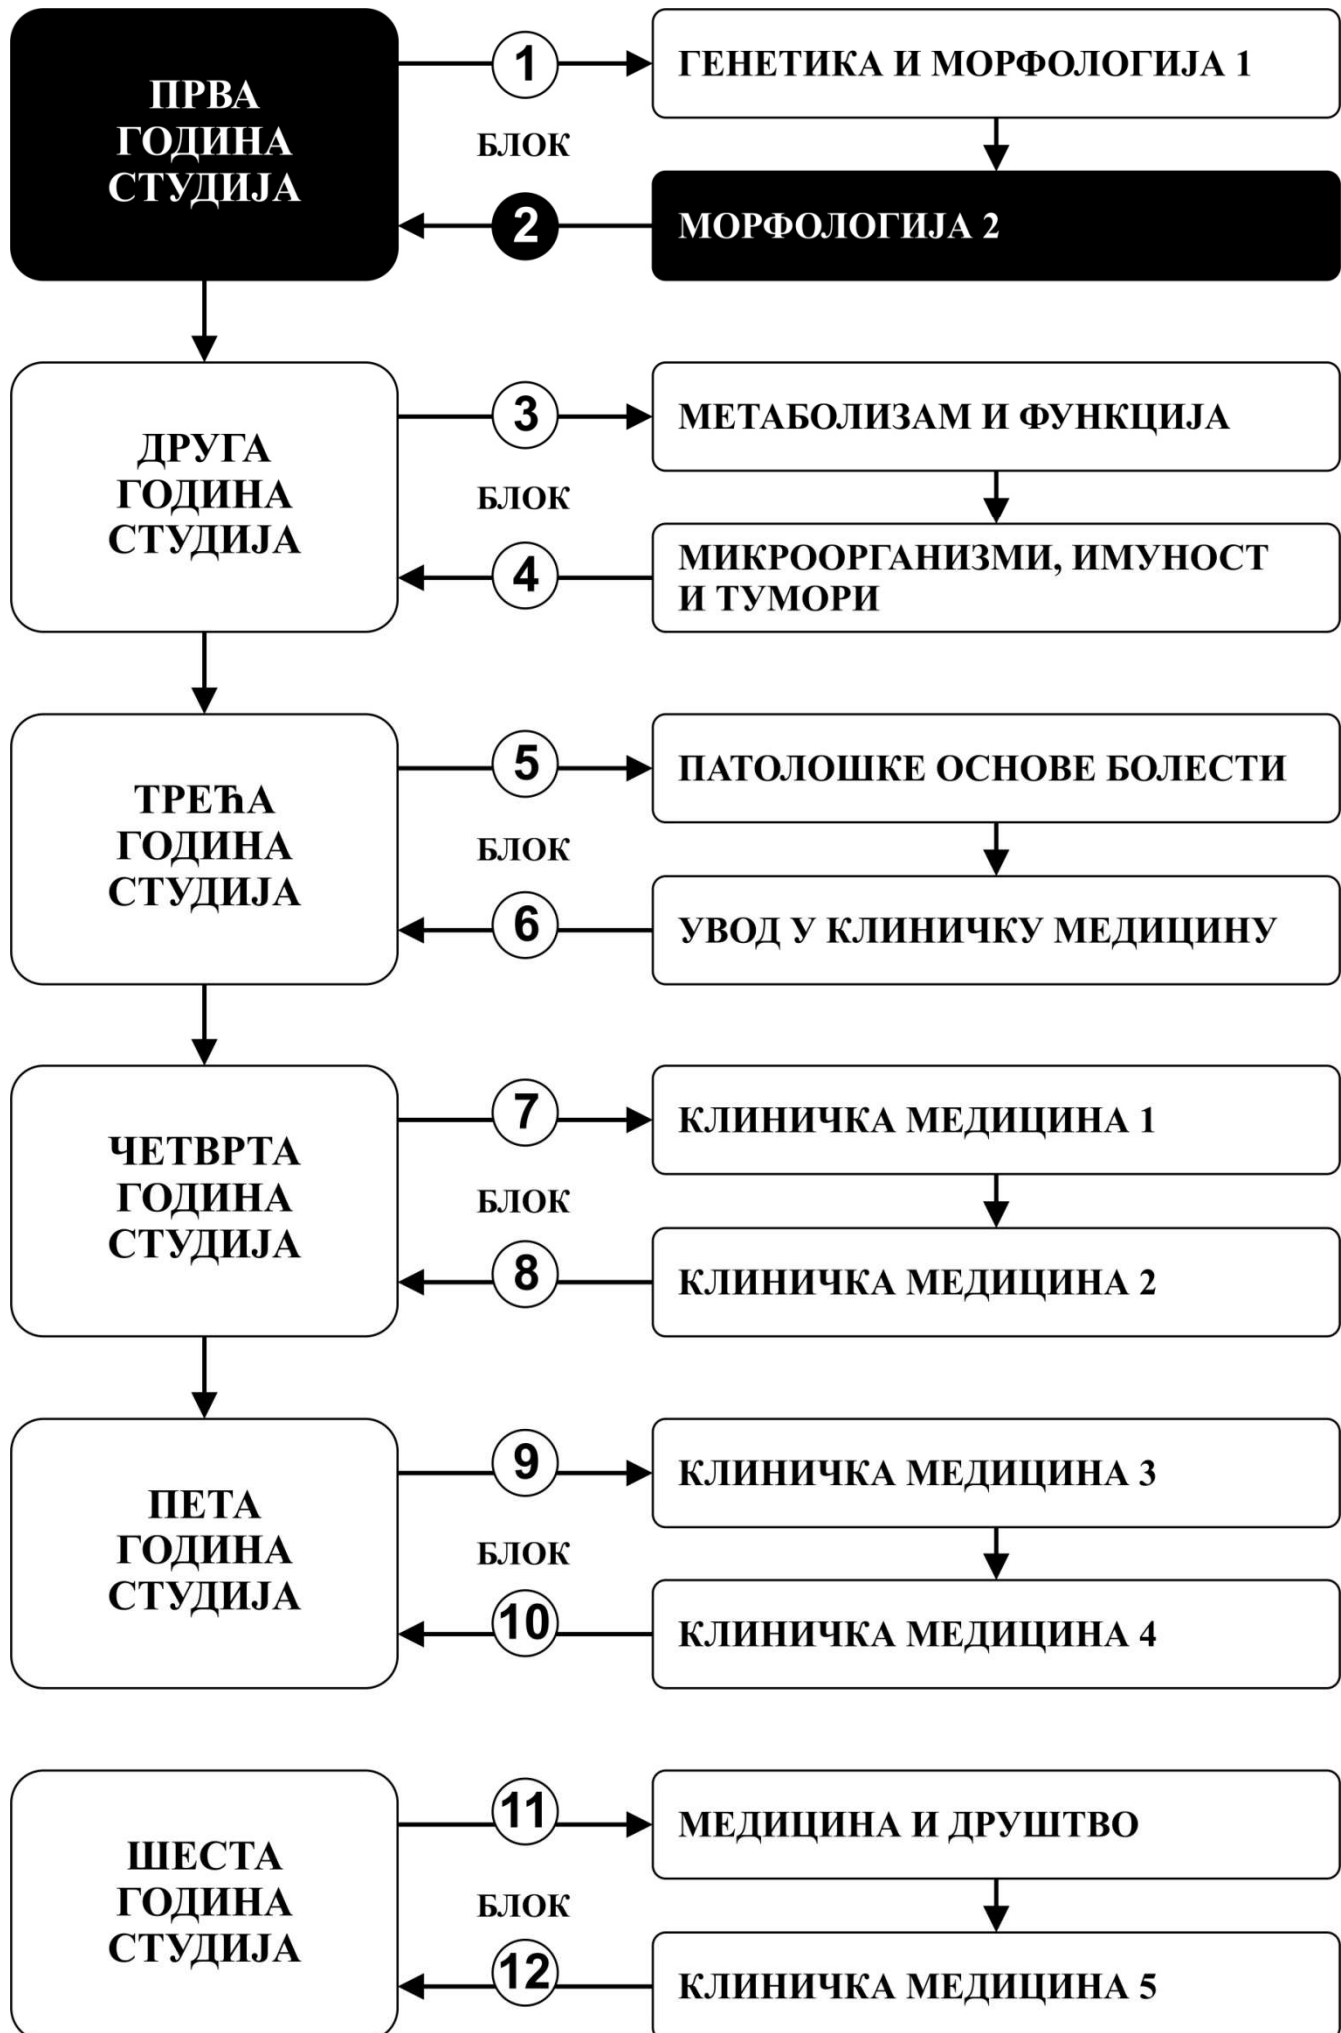 ПРВА
ГОДИНА
СТУДИЈА
1
БЛОК
2
ГЕНЕТИКА И МОРФОЛОГИЈА 1
МОРФОЛОГИЈА 2
ДРУГА
ГОДИНА
СТУДИЈА
3
БЛОК
4
МЕТАБОЛИЗАМ И ФУНКЦИЈА
МИКРООРГАНИЗМИ, ИМУНОСТ
И ТУМОРИ
ТРЕЋА
ГОДИНА
СТУДИЈА
5
БЛОК
6
ПАТОЛОШКЕ ОСНОВЕ БОЛЕСТИ
УВОД У КЛИНИЧКУ МЕДИЦИНУ
ЧЕТВРТА
ГОДИНА
СТУДИЈА
7
БЛОК
8
КЛИНИЧКА МЕДИЦИНА 1
КЛИНИЧКА МЕДИЦИНА 2
ПЕТА
ГОДИНА
СТУДИЈА
9
БЛОК
10
КЛИНИЧКА МЕДИЦИНА 3
КЛИНИЧКА МЕДИЦИНА 4
ШЕСТА
ГОДИНА
СТУДИЈА
11
БЛОК
12
МЕДИЦИНА И ДРУШТВО
КЛИНИЧКА МЕДИЦИНА 5